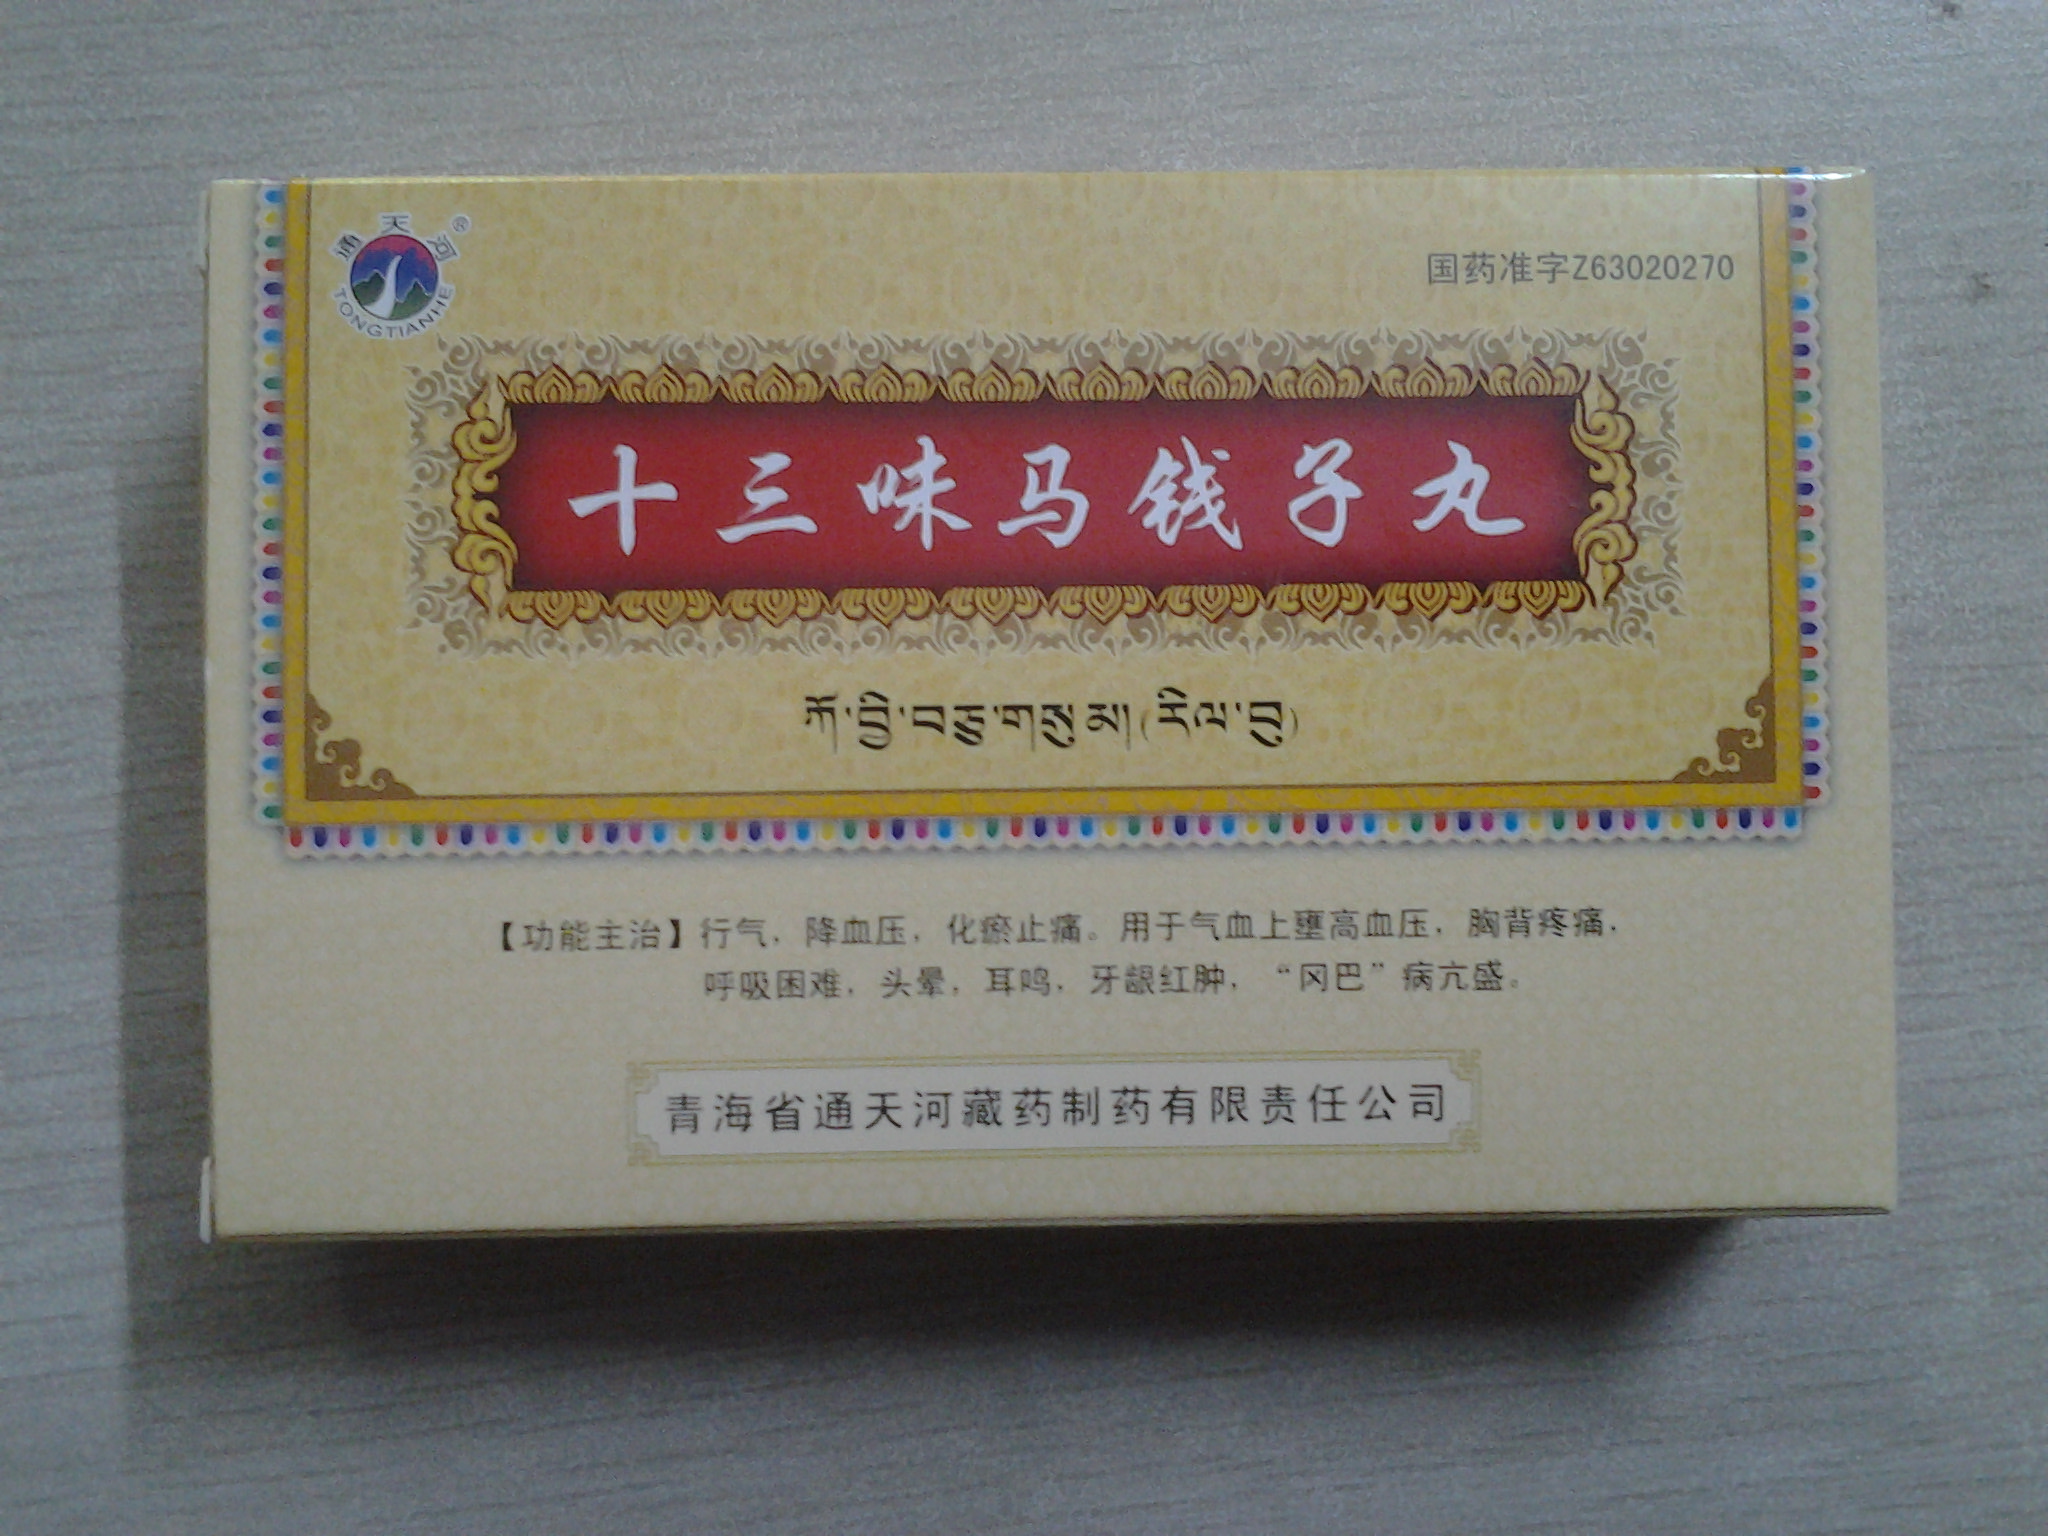 通天河®
TONGTIANHE
国药准字Z63020270
十三味马钱子丸
ཀོ་བྱི་བཅུ་གསུམ།(རིལ་བུ)
【功能主治】行气，降血压，化瘀止痛。用于气血上壅高血压，胸背疼痛，
呼吸困难，头晕，耳鸣，牙龈红肿，“冈巴”病亢盛。
青海省通天河藏药制药有限责任公司